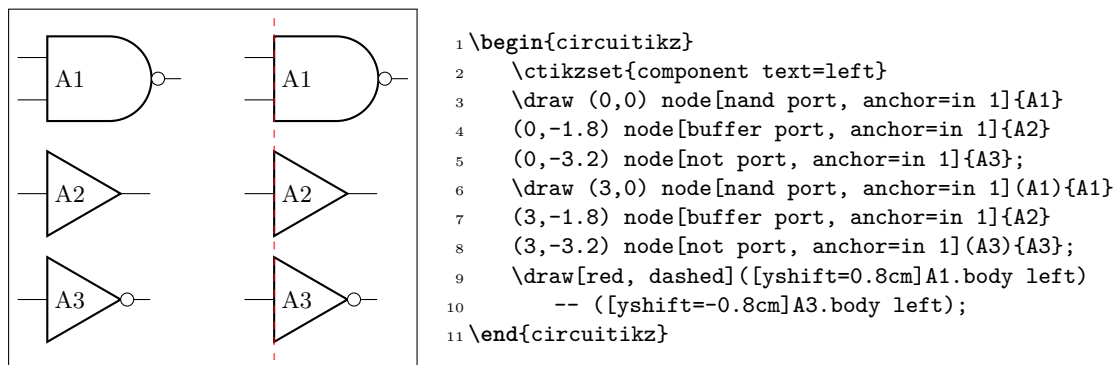 A1 A1
A2 A2
A3 A3
1 \begin{circuitikz}
2 \ctikzset{component text=left}
3 \draw (0,0) node[nand port, anchor=in 1]{A1}
4 (0,-1.8) node[buffer port, anchor=in 1]{A2}
5 (0,-3.2) node[not port, anchor=in 1]{A3};
6 \draw (3,0) node[nand port, anchor=in 1](A1){A1}
7 (3,-1.8) node[buffer port, anchor=in 1]{A2}
8 (3,-3.2) node[not port, anchor=in 1](A3){A3};
9 \draw[red, dashed]([yshift=0.8cm]A1.body left)
10 -- ([yshift=-0.8cm]A3.body left);
11 \end{circuitikz}